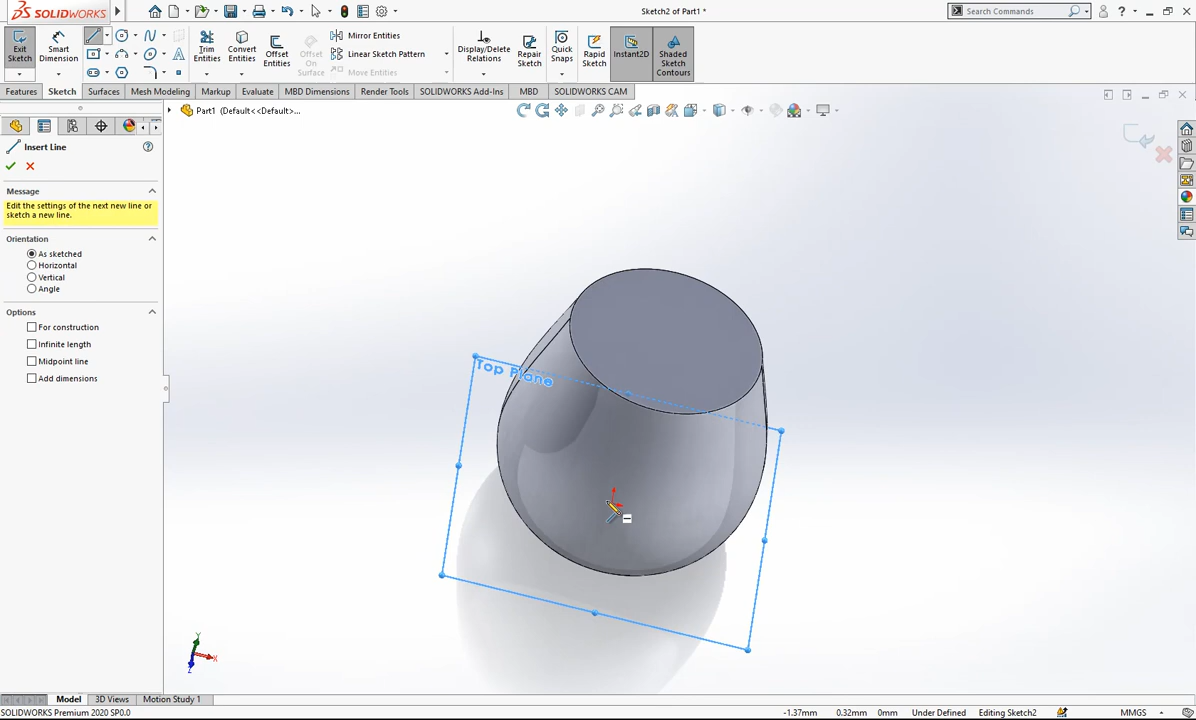 SOLIDWORKS
Sketch2 of Part1 *
Search Commands
Exit Sketch
Smart Dimension
Trim Entities
Convert Entities
Offset Entities
Offset On Surface
Mirror Entities
Linear Sketch Pattern
Move Entities
Display/Delete Relations
Repair Sketch
Quick Snaps
Rapid Sketch
Instant2D
Shaded Sketch Contours
Features
Sketch
Surfaces
Mesh Modeling
Markup
Evaluate
MBD Dimensions
Render Tools
SOLIDWORKS Add-Ins
MBD
SOLIDWORKS CAM
Part1 (Default<<Default>...
Insert Line
Message
Edit the settings of the next new line or
sketch a new line.
Orientation
As sketched
Horizontal
Vertical
Angle
Options
For construction
Infinite length
Midpoint line
Add dimensions
Top Plane
Y
X
Z
Model
3D Views
Motion Study 1
SOLIDWORKS Premium 2020 SP0.0
-1.37mm
0.32mm
0mm
Under Defined
Editing Sketch2
MMGS